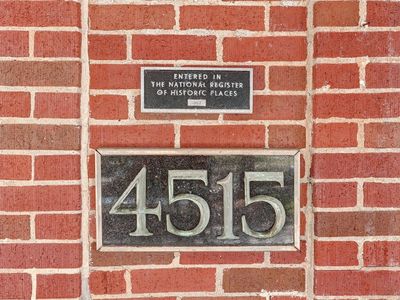 ENTERED IN
THE NATIONAL REGISTER
OF HISTORIC PLACES
4515